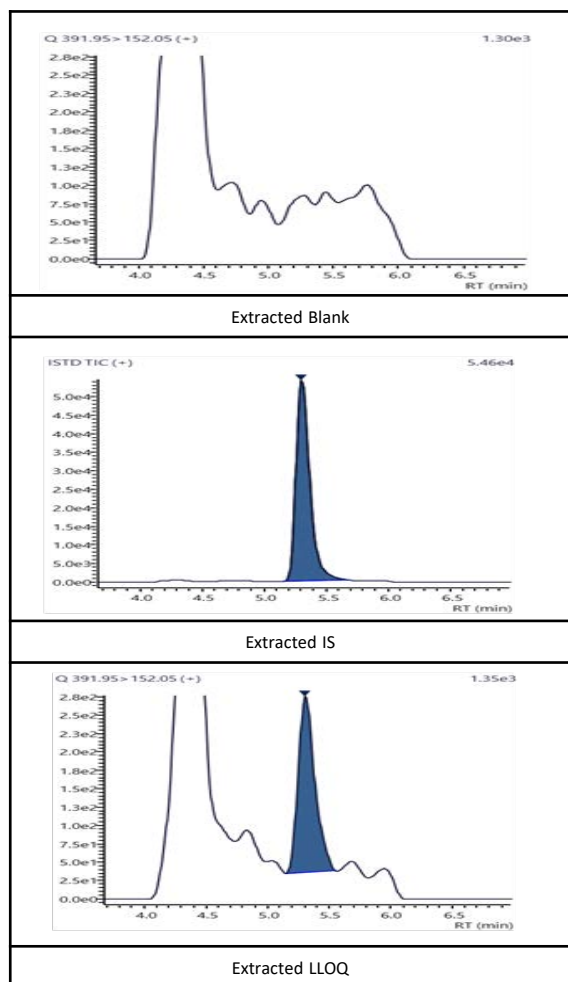 Q 391.95> 152.05 (+) 1.30e3
2.8e2
2.5e2
2.3e2
2.0e2
1.8e2
1.5e2
1.3e2
1.0e2
7.5e1
5.0e1
2.5e1
0.0e0
4.0 4.5 5.0 5.5 6.0 6.5
RT (min)
Extracted Blank
ISTD TIC (+) 5.46e4
5.0e4
4.5e4
4.0e4
3.5e4
3.0e4
2.5e4
2.0e4
1.5e4
1.0e4
5.0e3
0.0e0
4.0 4.5 5.0 5.5 6.0 6.5
RT (min)
Extracted IS
Q 391.95> 152.05 (+) 1.35e3
2.8e2
2.5e2
2.3e2
2.0e2
1.8e2
1.5e2
1.3e2
1.0e2
7.5e1
5.0e1
2.5e1
0.0e0
4.0 4.5 5.0 5.5 6.0 6.5
RT (min)
Extracted LLOQ